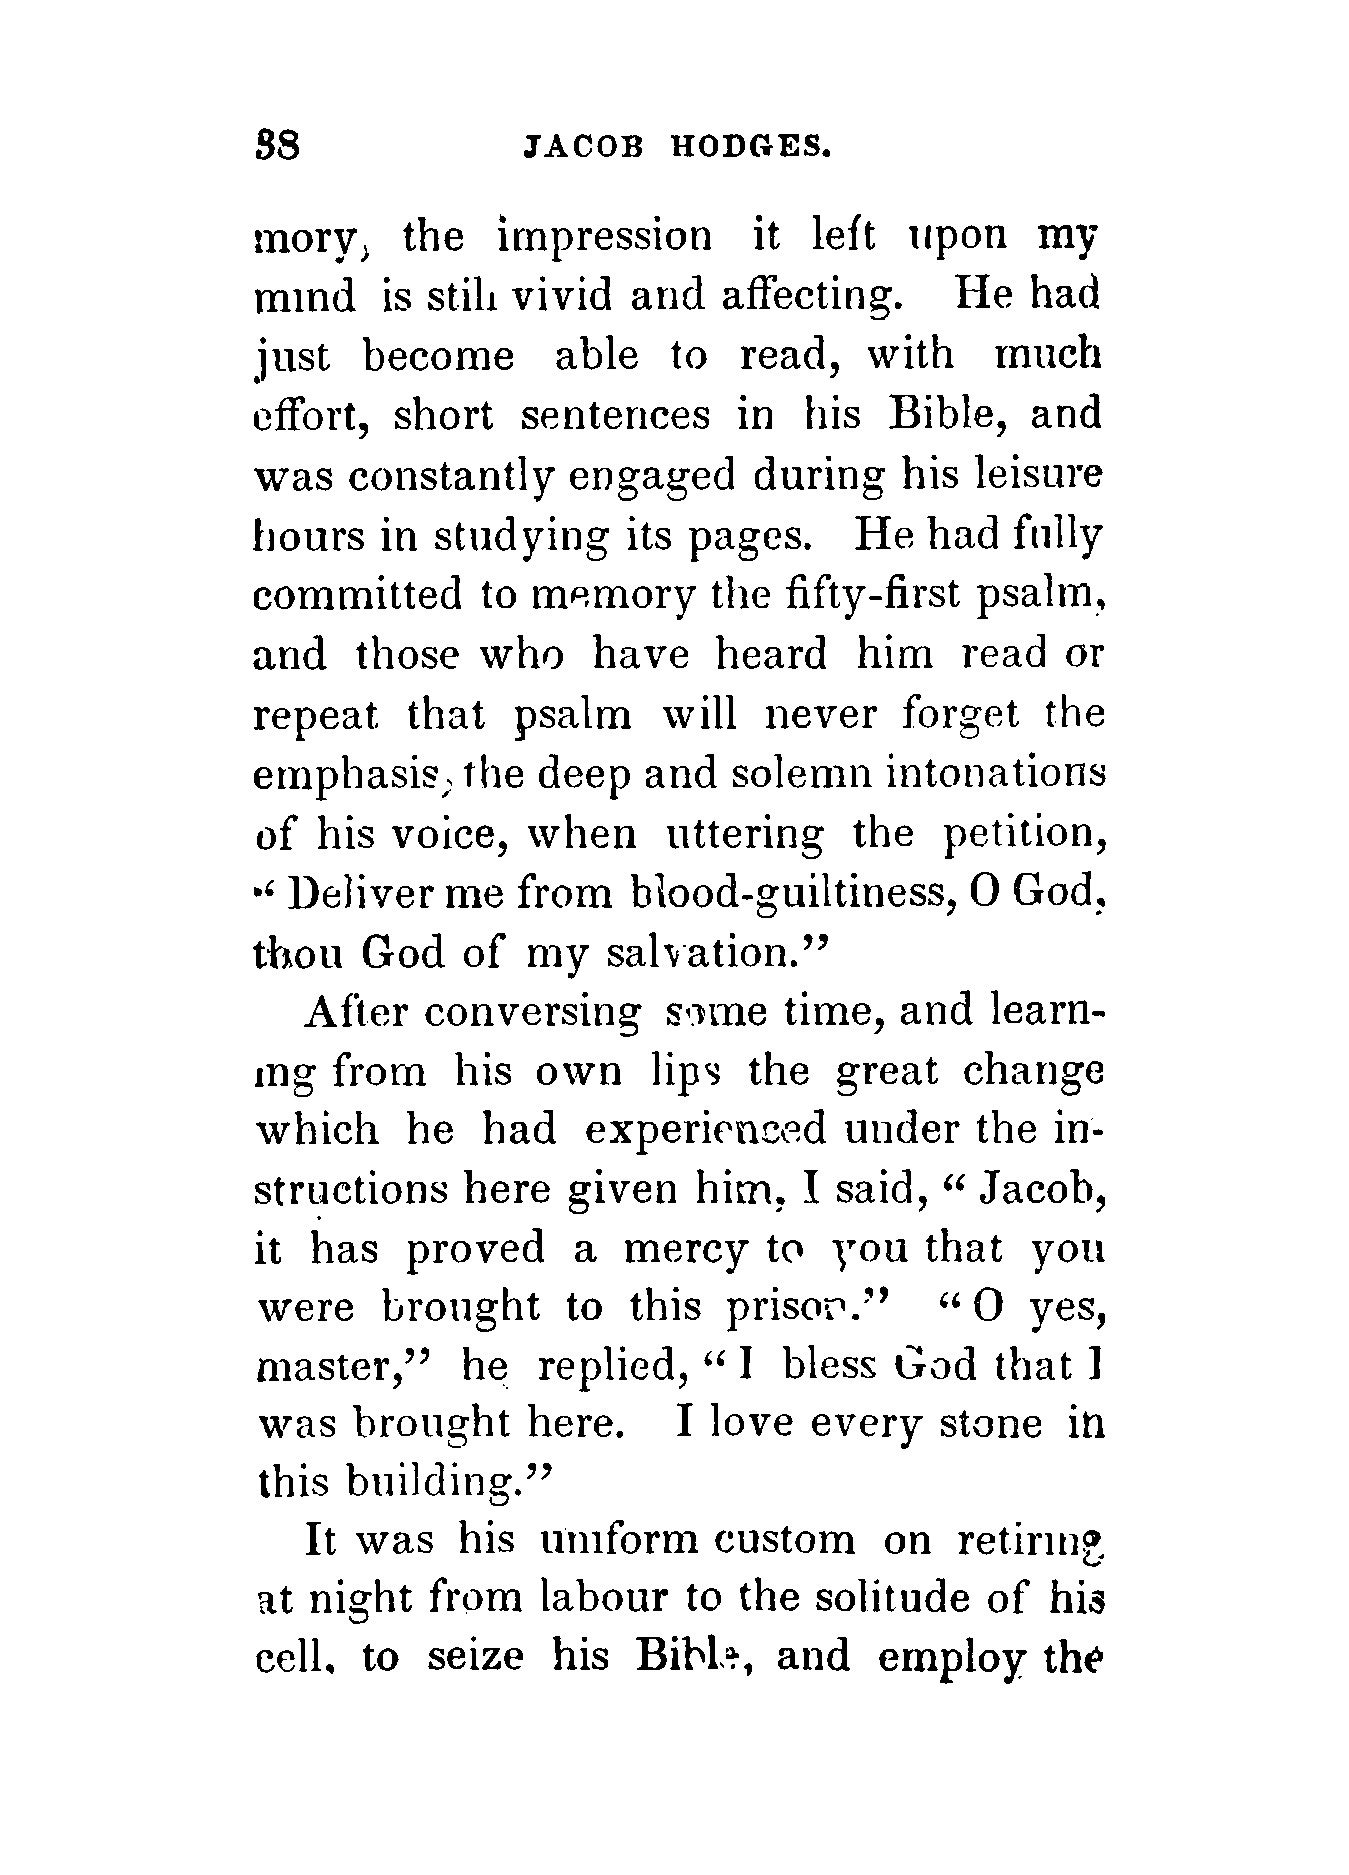 38 JACOB HODGES.
mory, the impression it left upon my
mind is still vivid and affecting. He had
just become able to read, with much
effort, short sentences in his Bible, and
was constantly engaged during his leisure
hours in studying its pages. He had fully
committed to memory the fifty-first psalm,
and those who have heard him read or
repeat that psalm will never forget the
emphasis, the deep and solemn intonations
of his voice, when uttering the petition,
“ Deliver me from blood-guiltiness, O God,
thou God of my salvation.”
After conversing some time, and learn-
ing from his own lips the great change
which he had experienced under the in-
structions here given him, I said, “ Jacob,
it has proved a mercy to you that you
were brought to this prison.” “ O yes,
master,” he replied, “ I bless God that I
was brought here. I love every stone in
this building.”
It was his uniform custom on retiring
at night from labour to the solitude of his
cell, to seize his Bible, and employ the